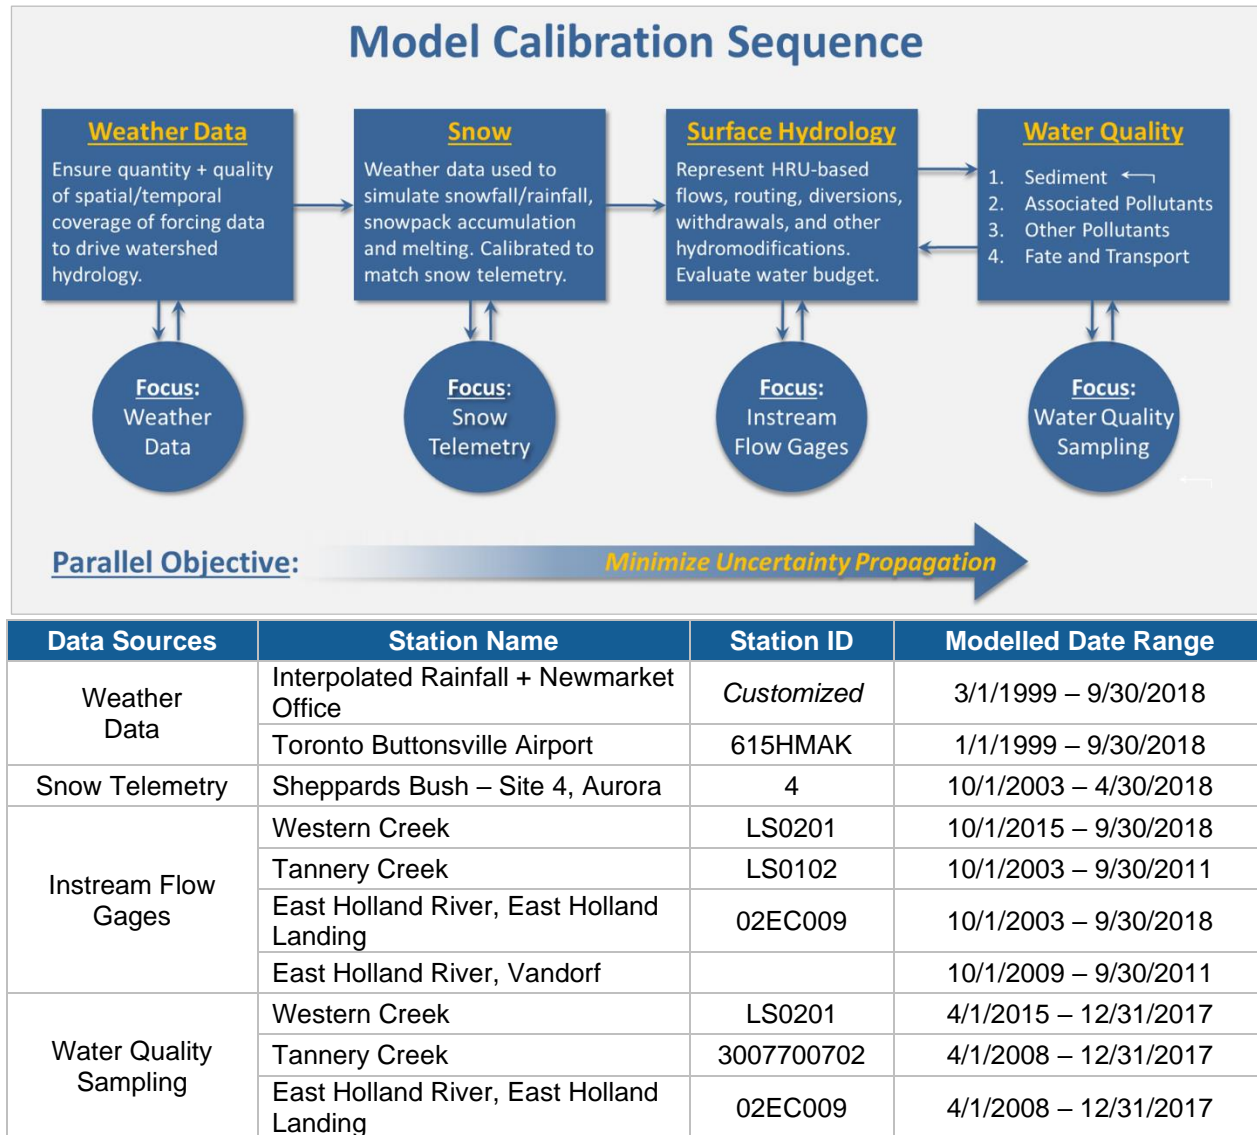 Model Calibration Sequence
Weather Data
Ensure quantity + quality
of spatial/temporal
coverage of forcing data
to drive watershed
hydrology.
Snow
Weather data used to
simulate snowfall/rainfall,
snowpack accumulation
and melting. Calibrated to
match snow telemetry.
Surface Hydrology
Represent HRU-based
flows, routing, diversions,
withdrawals, and other
hydromodifications.
Evaluate water budget.
Water Quality
1. Sediment
2. Associated Pollutants
3. Other Pollutants
4. Fate and Transport
Focus:
Weather
Data
Focus:
Snow
Telemetry
Focus:
Instream
Flow Gages
Focus:
Water Quality
Sampling
Parallel Objective: Minimize Uncertainty Propagation
Data Sources Station Name Station ID Modelled Date Range
Weather
Data
Interpolated Rainfall + Newmarket
Office
Customized 3/1/1999 – 9/30/2018
Toronto Buttonsville Airport 615HMAK 1/1/1999 – 9/30/2018
Snow Telemetry Sheppards Bush – Site 4, Aurora 4 10/1/2003 – 4/30/2018
Instream Flow
Gages
Western Creek LS0201 10/1/2015 – 9/30/2018
Tannery Creek LS0102 10/1/2003 – 9/30/2011
East Holland River, East Holland
Landing
02EC009 10/1/2003 – 9/30/2018
East Holland River, Vandorf 10/1/2009 – 9/30/2011
Water Quality
Sampling
Western Creek LS0201 4/1/2015 – 12/31/2017
Tannery Creek 3007700702 4/1/2008 – 12/31/2017
East Holland River, East Holland
Landing
02EC009 4/1/2008 – 12/31/2017